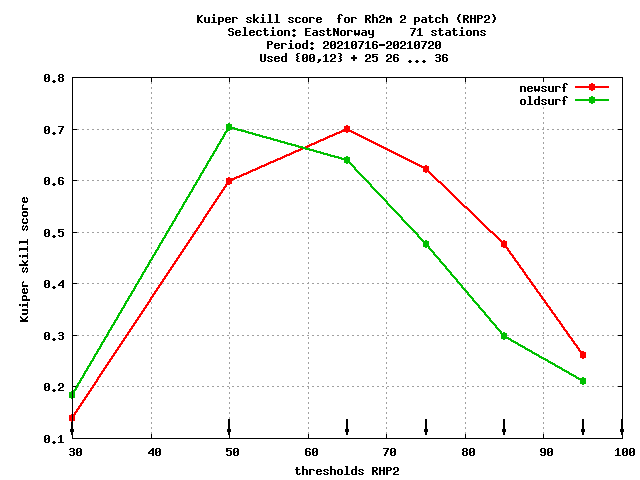 Kuiper skill score  for Rh2m 2 patch (RHP2)
Selection: EastNorway     71 stations
Period: 20210716-20210720
Used {00,12} + 25 26 ... 36
newsurf
oldsurf
Kuiper skill score
0.8
0.7
0.6
0.5
0.4
0.3
0.2
0.1
30 40 50 60 70 80 90 100
thresholds RHP2